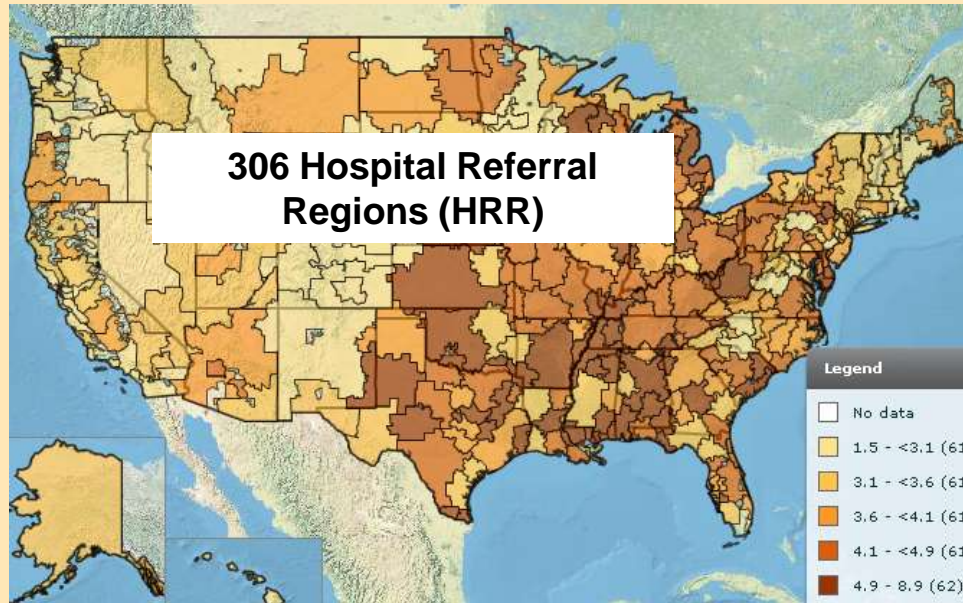 306 Hospital Referral
Regions (HRR)
Legend
No data
1.5 - <3.1 (61
3.1 - <3.6 (61
3.6 - <4.1 (61
4.1 - <4.9 (61
4.9 - 8.9 (62)